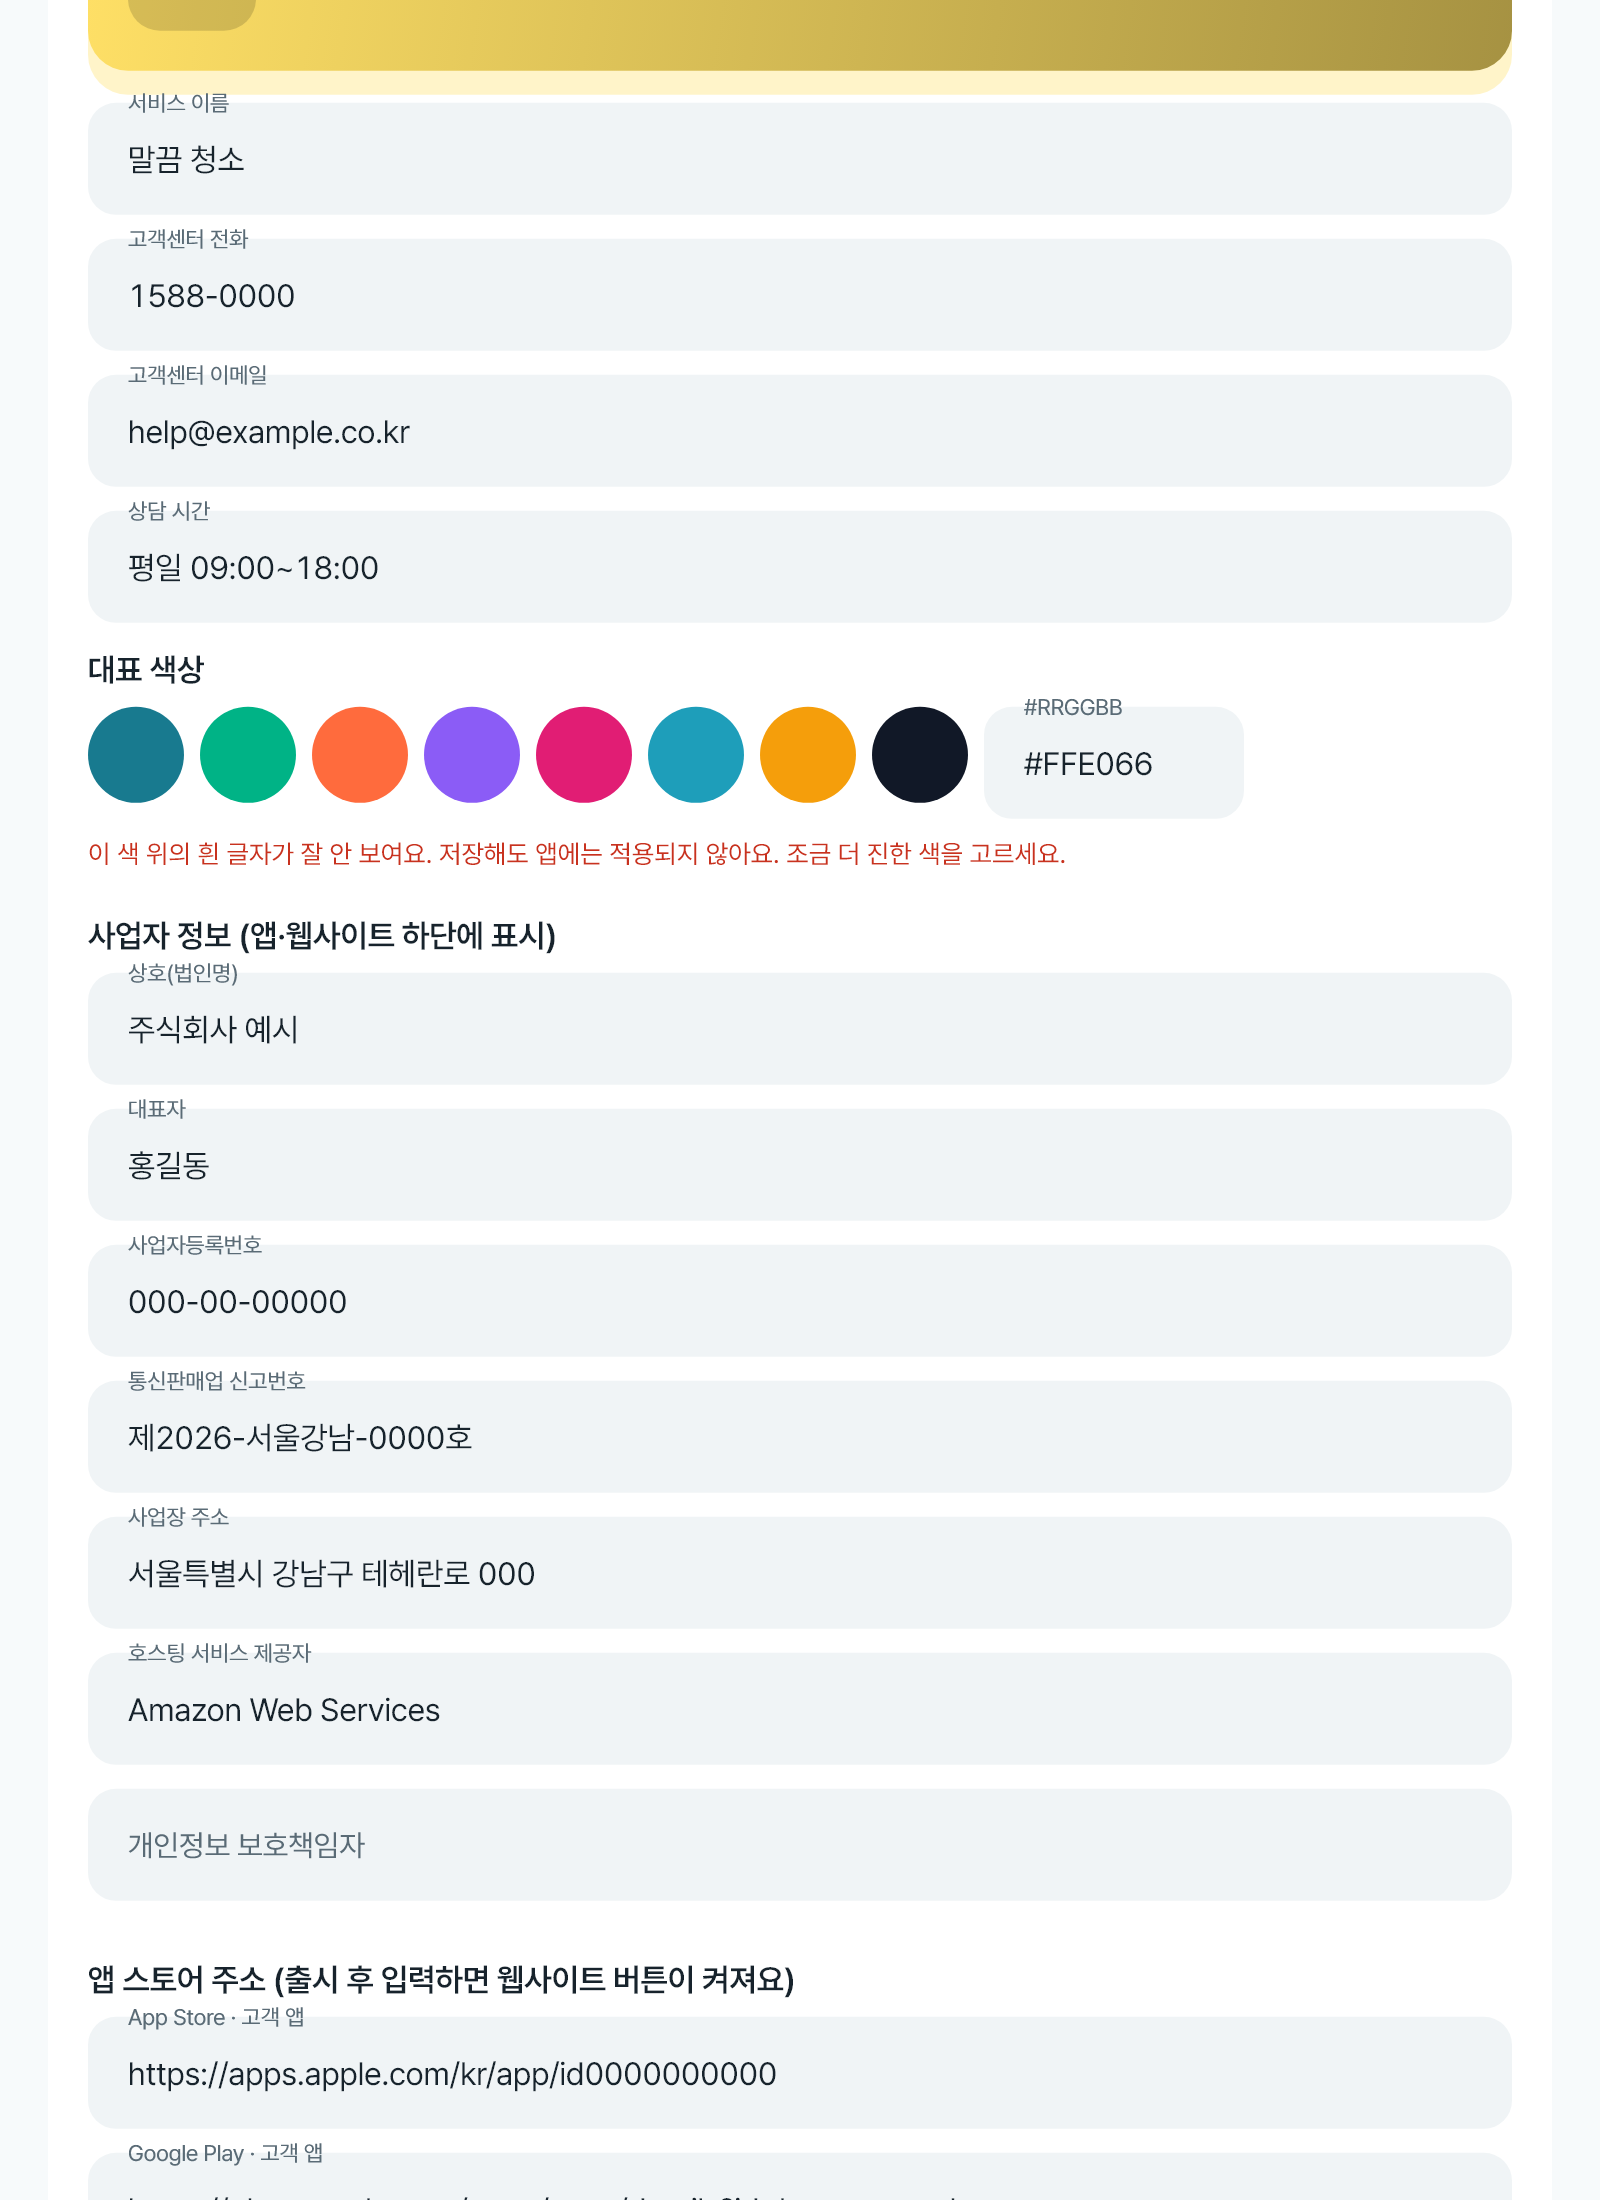 서비스 이름
말끔 청소
고객센터 전화
1588-0000
고객센터 이메일
help@example.co.kr
상담 시간
평일 09:00~18:00
대표 색상
#RRGGBB
#FFE066
이 색 위의 흰 글자가 잘 안 보여요. 저장해도 앱에는 적용되지 않아요. 조금 더 진한 색을 고르세요.
사업자 정보 (앱·웹사이트 하단에 표시)
상호(법인명)
주식회사 예시
대표자
홍길동
사업자등록번호
000-00-00000
통신판매업 신고번호
제2026-서울강남-0000호
사업장 주소
서울특별시 강남구 테헤란로 000
호스팅 서비스 제공자
Amazon Web Services
개인정보 보호책임자
앱 스토어 주소 (출시 후 입력하면 웹사이트 버튼이 켜져요)
App Store · 고객 앱
https://apps.apple.com/kr/app/id0000000000
Google Play · 고객 앱